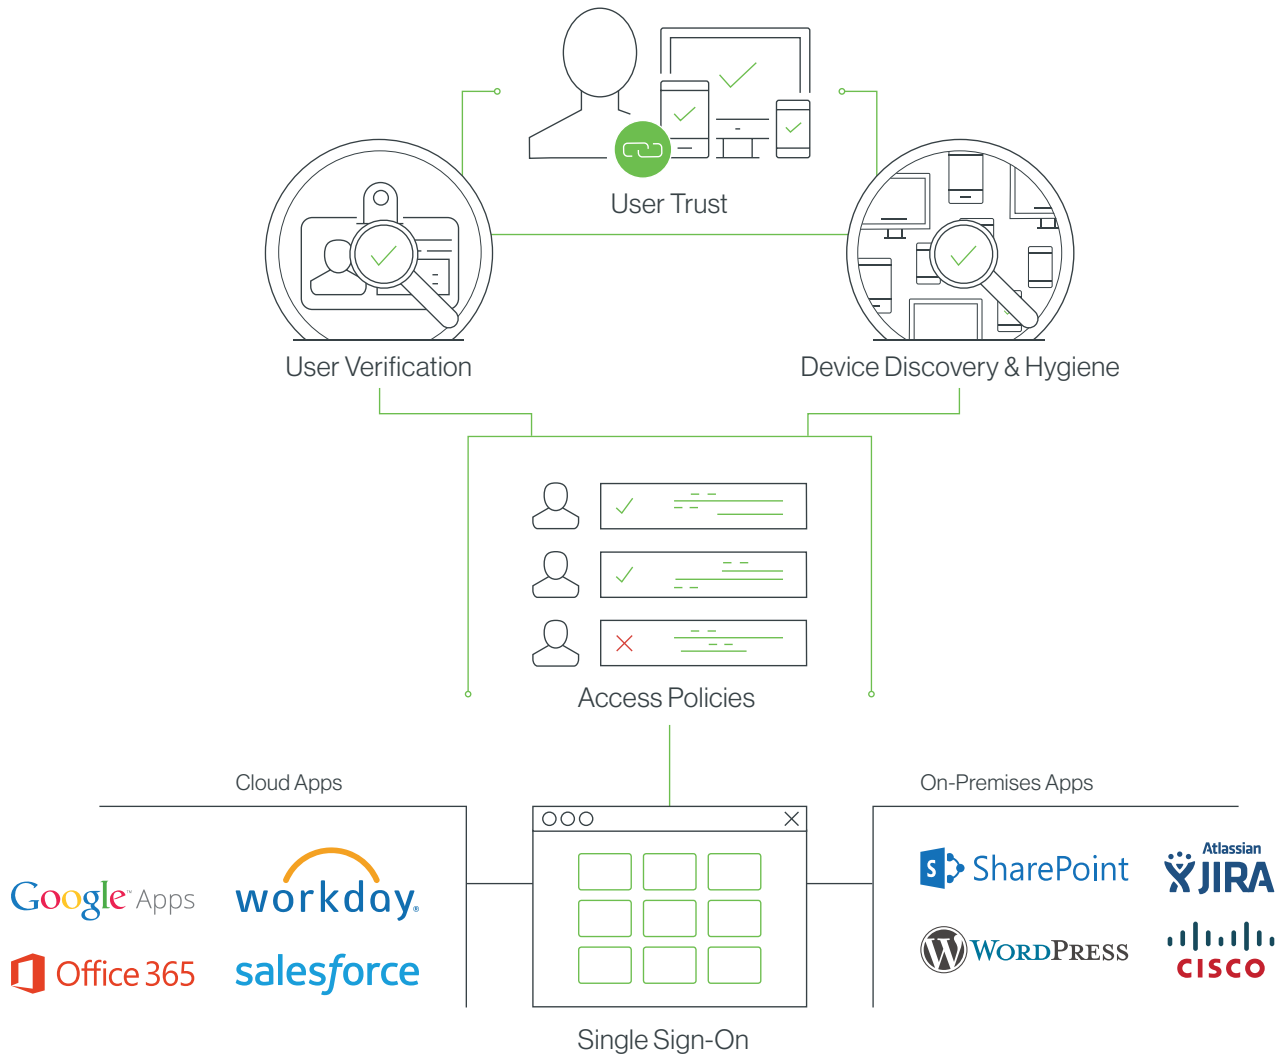 User Trust
User Verification
Device Discovery & Hygiene
Access Policies
Cloud Apps
On-Premises Apps
Google™ Apps
workday®
Office 365
salesforce
SharePoint
Atlassian
JIRA
WORDPRESS
CISCO
Single Sign-On